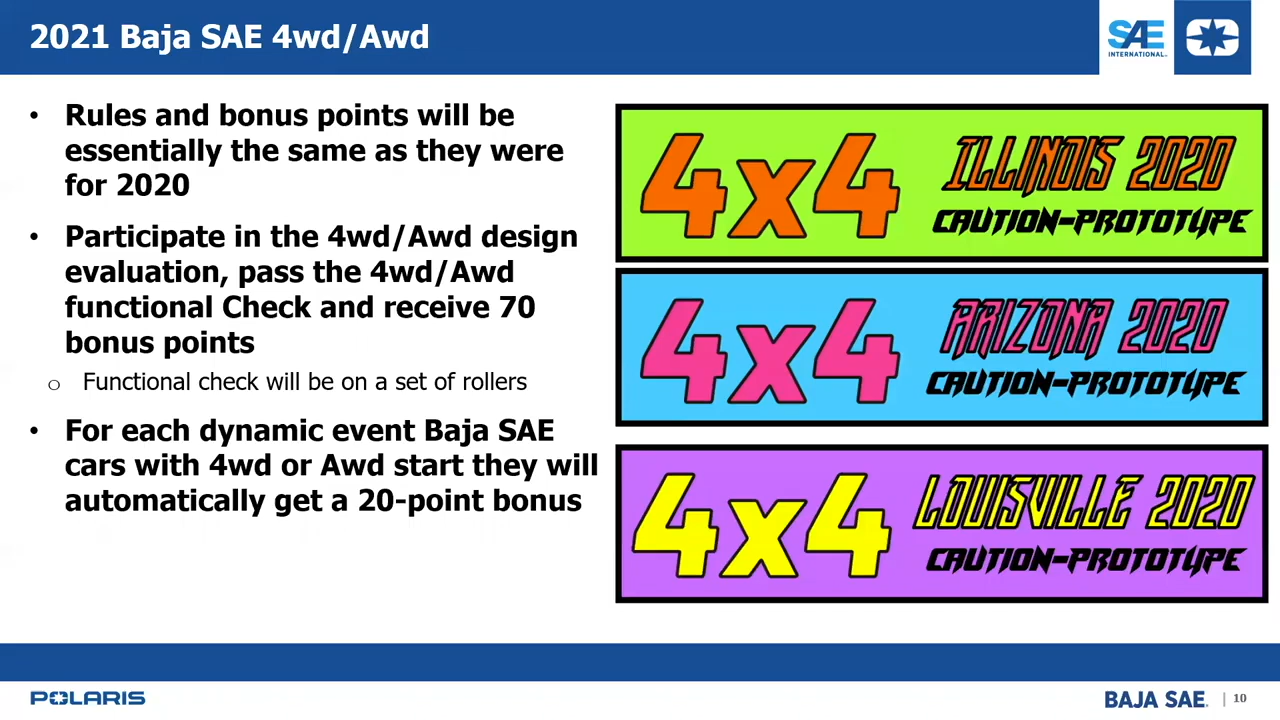 2021 Baja SAE 4wd/Awd
SAE
INTERNATIONAL
• Rules and bonus points will be
essentially the same as they were
for 2020
• Participate in the 4wd/Awd design
evaluation, pass the 4wd/Awd
functional Check and receive 70
bonus points
o Functional check will be on a set of rollers
• For each dynamic event Baja SAE
cars with 4wd or Awd start they will
automatically get a 20-point bonus
4x4
ILLINOIS 2020
CAUTION-PROTOTYPE
4x4
ARIZONA 2020
CAUTION-PROTOTYPE
4x4
LOUISVILLE 2020
CAUTION-PROTOTYPE
POLARIS
BAJA SAE. | 10